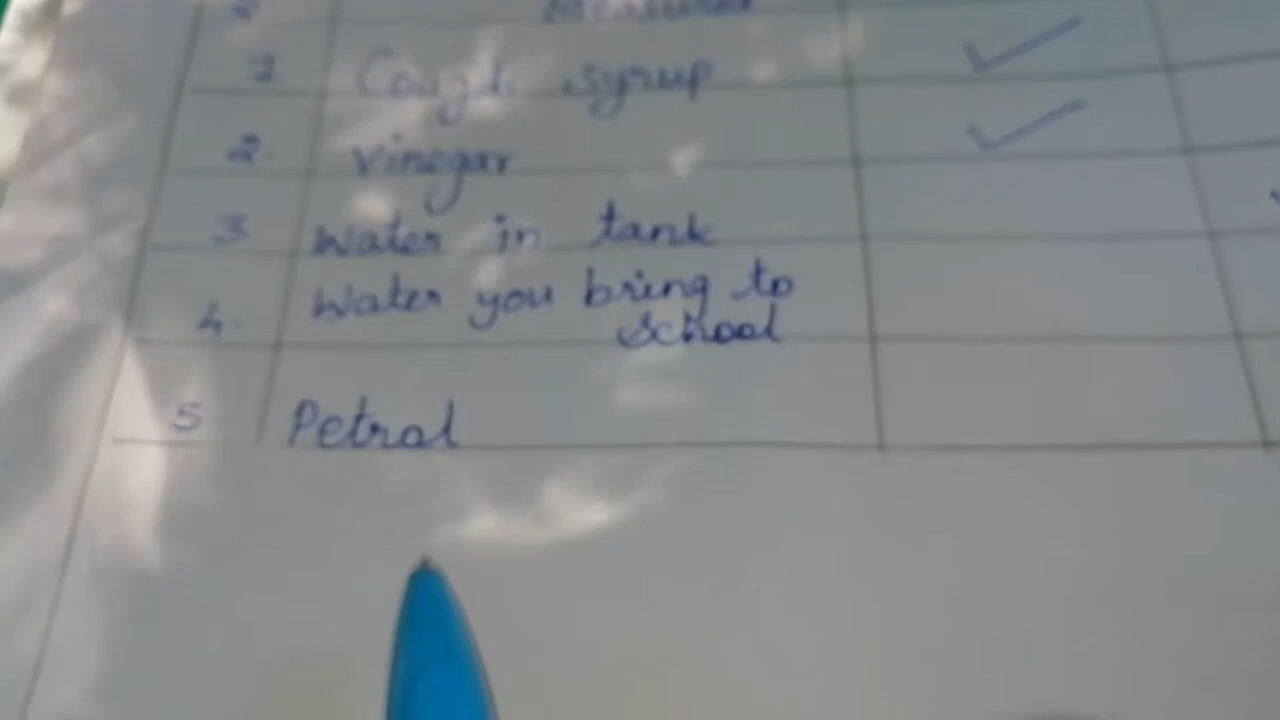 1. Cough syrup ✓
2. Vinegar ✓
3 Water in tank
4. Water you bring to
school
5 Petrol